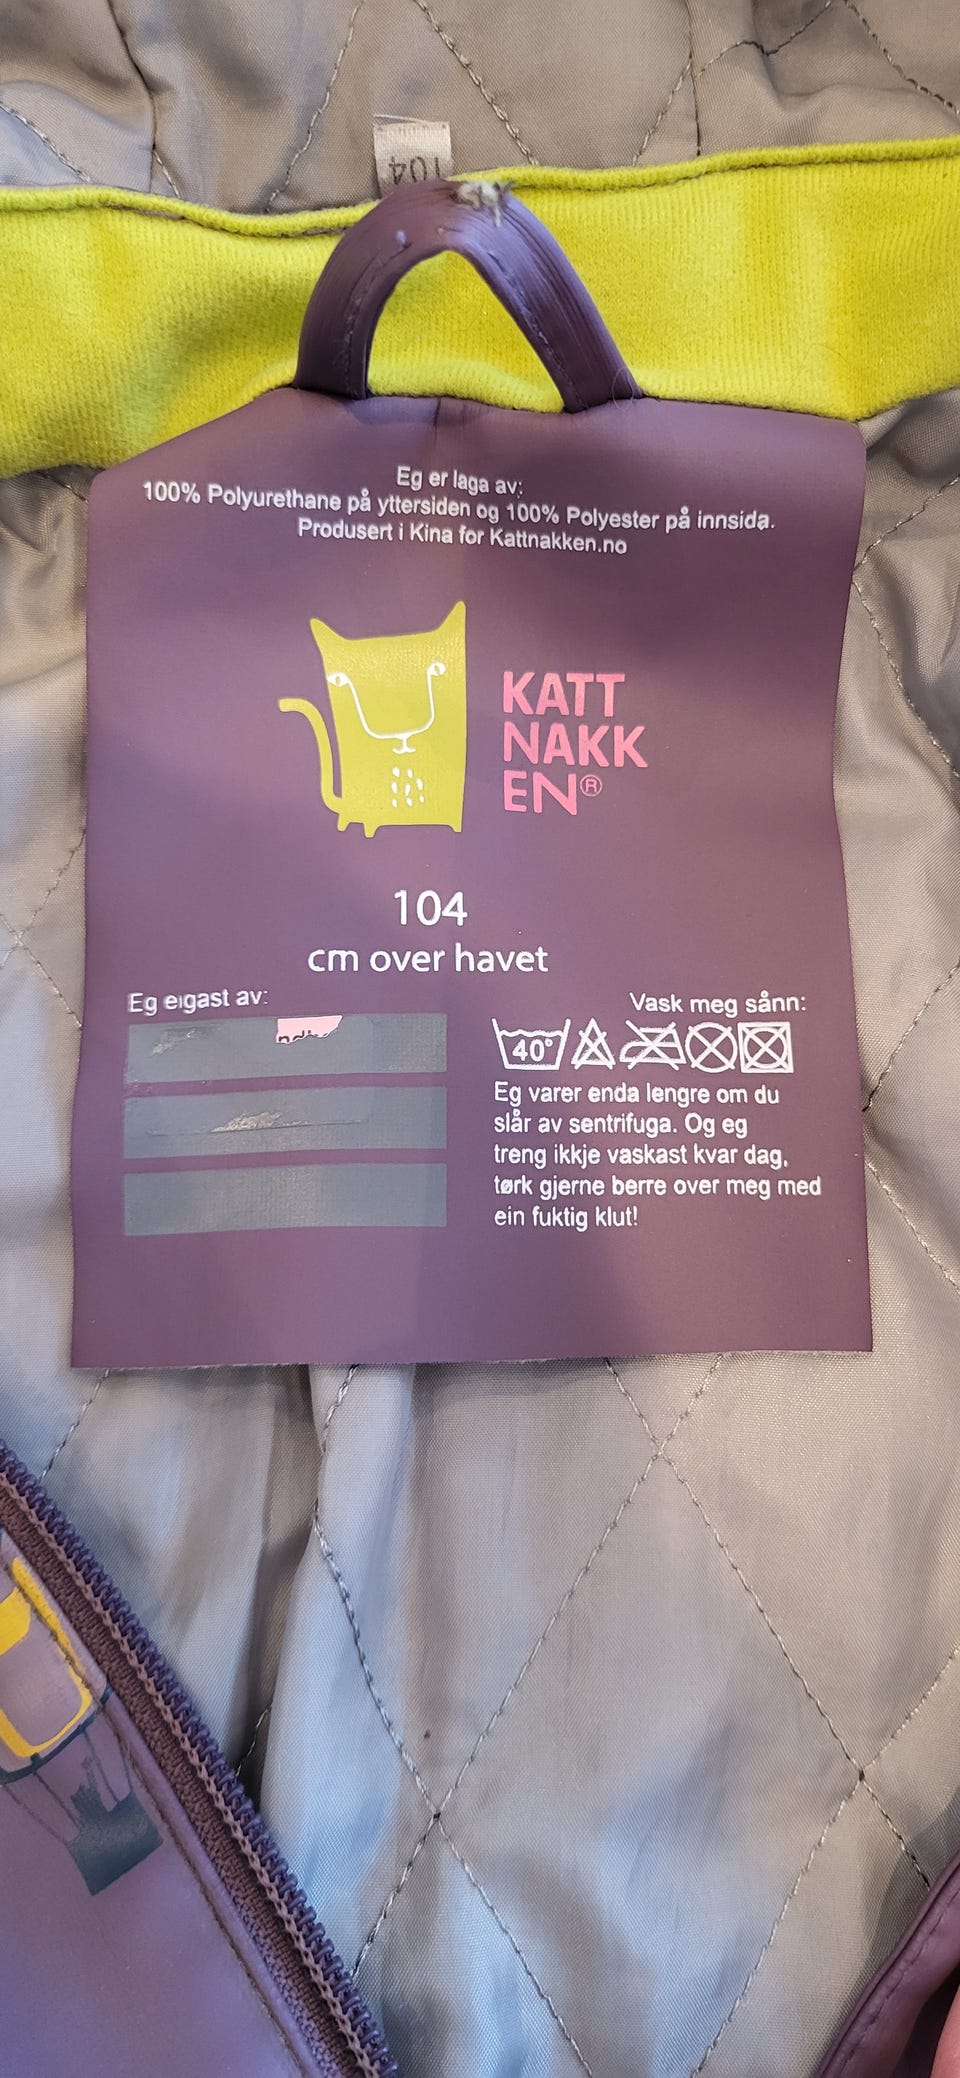 104
Eg er laga av:
100% Polyurethane på yttersiden og 100% Polyester på innsida.
Produsert i Kina for Kattnakken.no
KATT
NAKK
EN®
104
cm over havet
Eg eigast av:
Vask meg sånn:
40°
Eg varer enda lengre om du
slår av sentrifuga. Og eg
treng ikkje vaskast kvar dag,
tørk gjerne berre over meg med
ein fuktig klut!